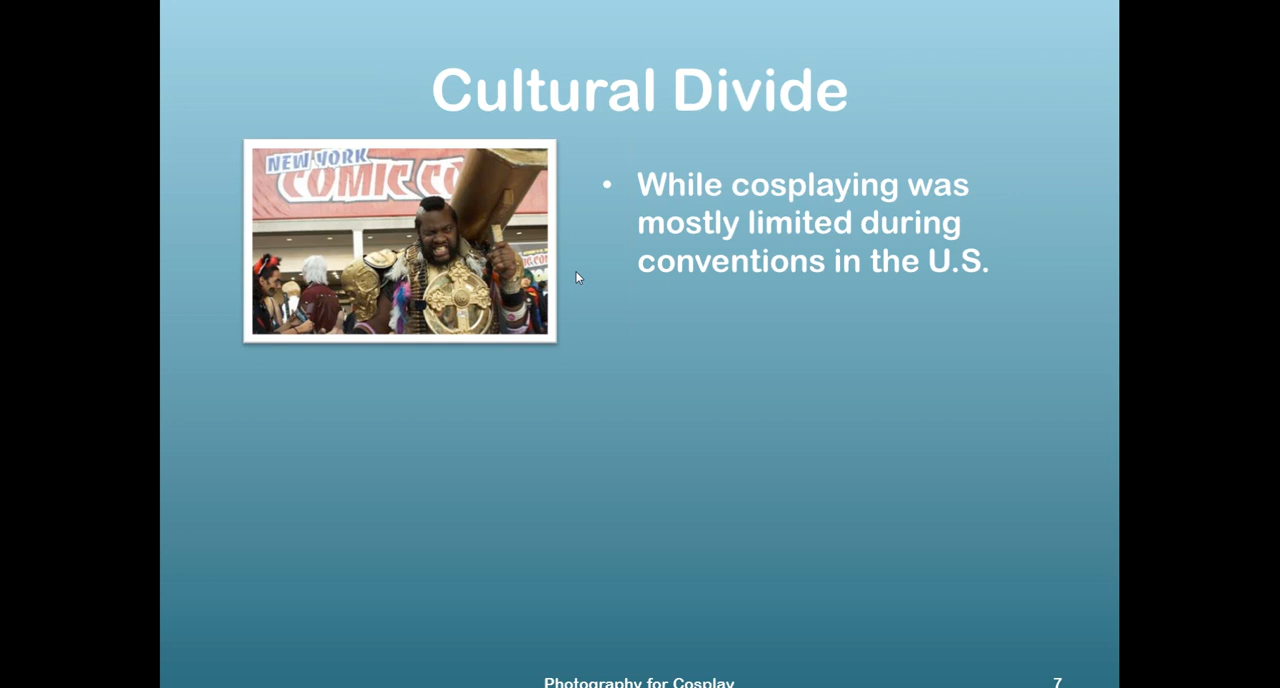 Cultural Divide
NEW YORK
COMIC CO
• While cosplaying was
mostly limited during
conventions in the U.S.
Photography for Cosplay
7